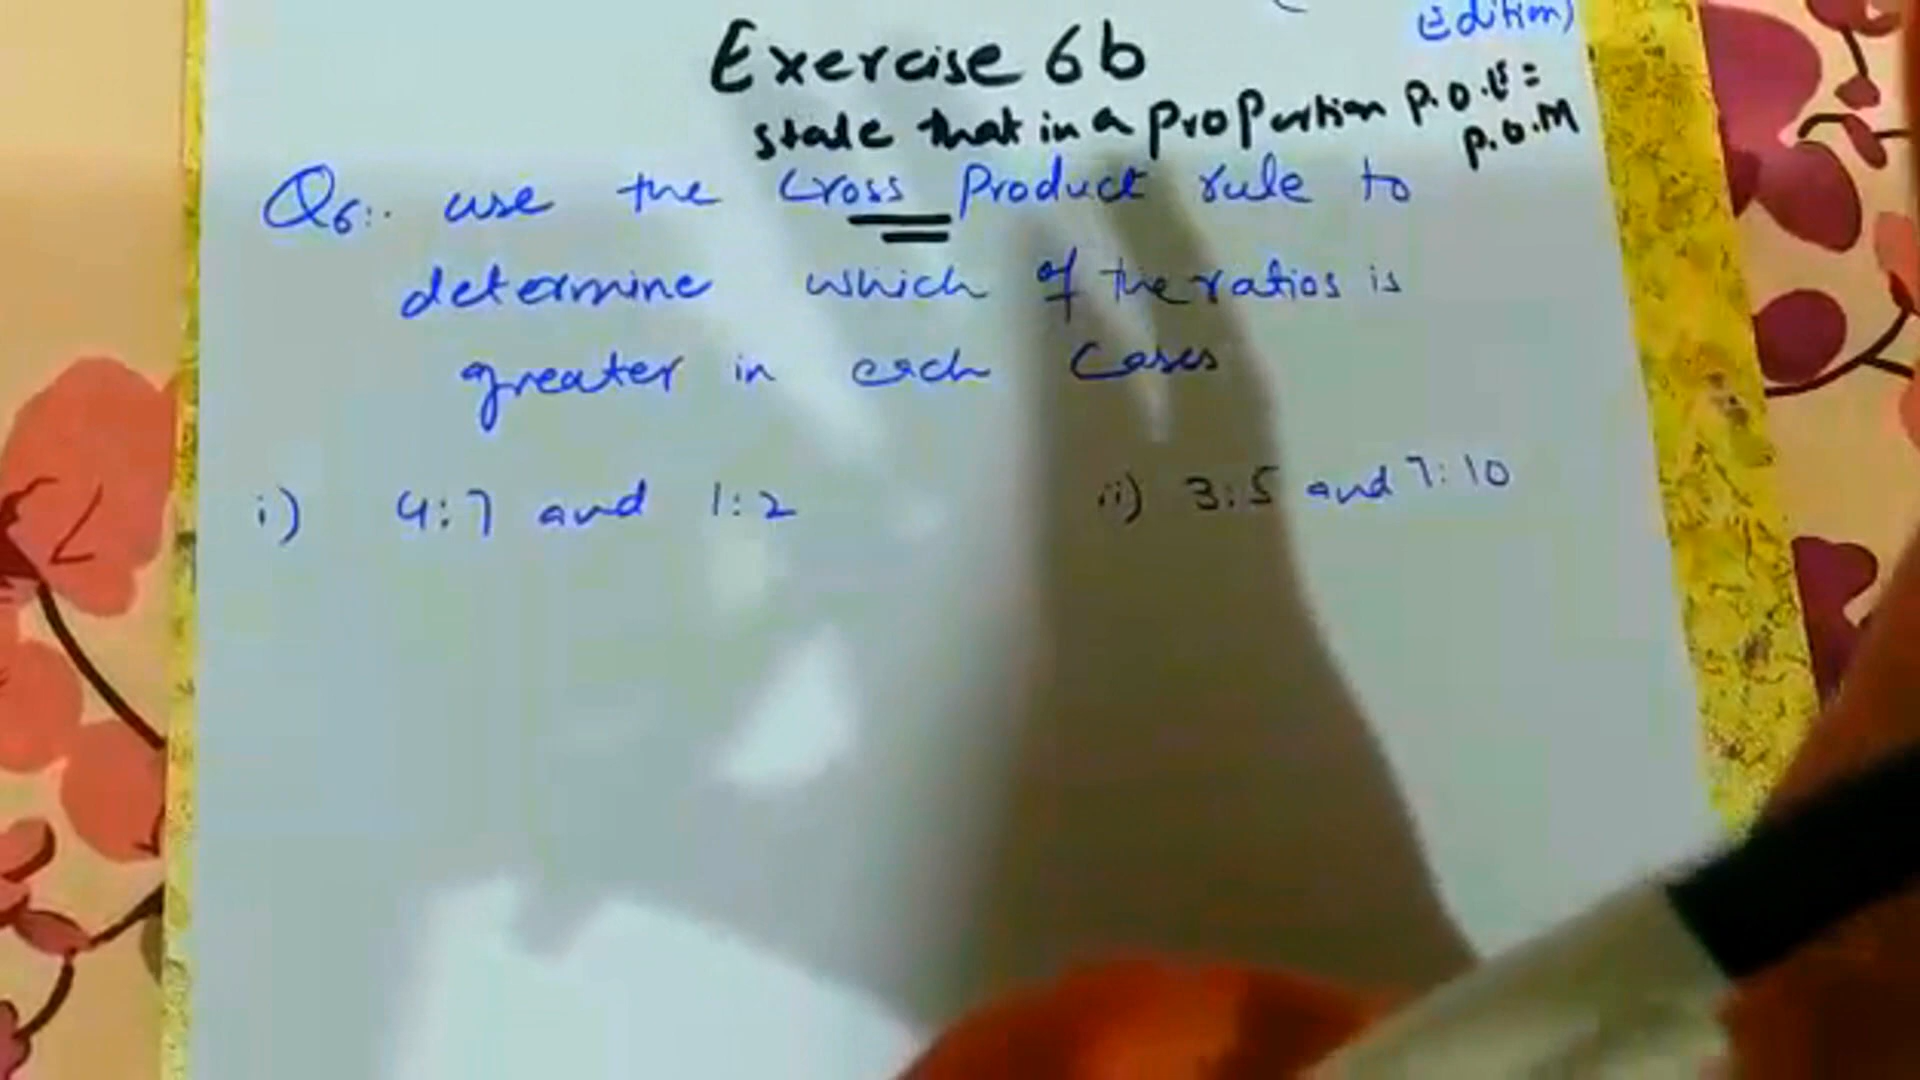 Edition)
Exercise 6b
state that in a proportion P.O.E =
P.O.M
Q6:. use the Cross Product rule to
determine which of the ratios is
greater in each Cases
i) 4:7 and 1:2
ii) 3:5 and 7:10